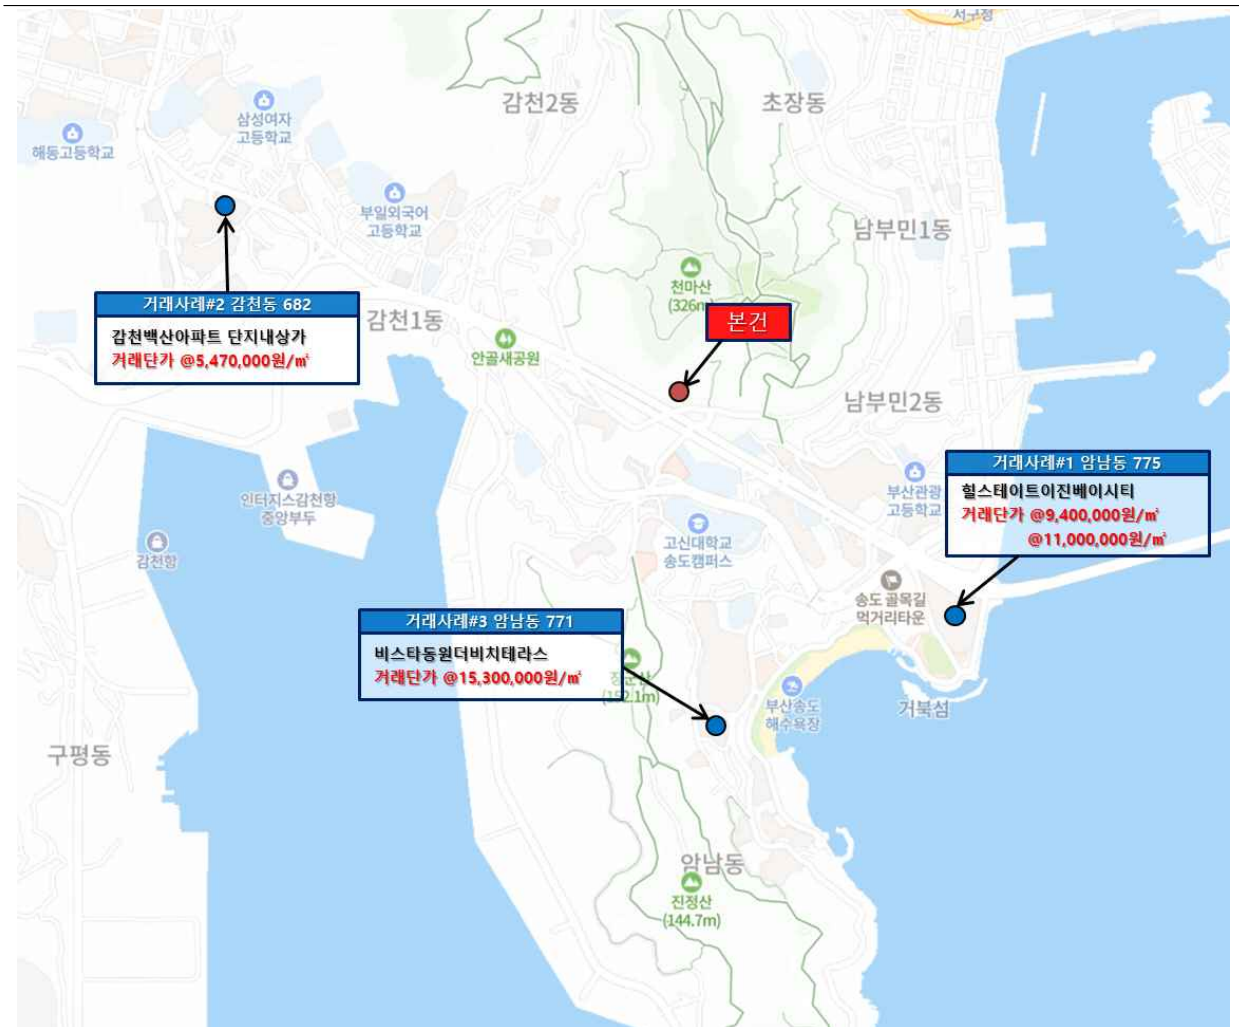 서구청
감천2동
초장동
삼성여자
고등학교
해동고등학교
부일외국어
고등학교
남부민1동
천마산
(326m)
거래사례#2 감천동 682
감천백산아파트 단지내상가
거래단가 @5,470,000원/㎡
감천1동
본건
안골새공원
남부민2동
거래사례#1 암남동 775
힐스테이트이진베이시티
거래단가 @9,400,000원/㎡
@11,000,000원/㎡
부산관광
고등학교
인터지스감천항
중앙부두
감천항
고신대학교
송도캠퍼스
송도 골목길
먹거리타운
거래사례#3 암남동 771
비스타동원더비치테라스
거래단가 @15,300,000원/㎡
장군산
(152.1m)
부산송도
해수욕장
거북섬
구평동
암남동
진정산
(144.7m)